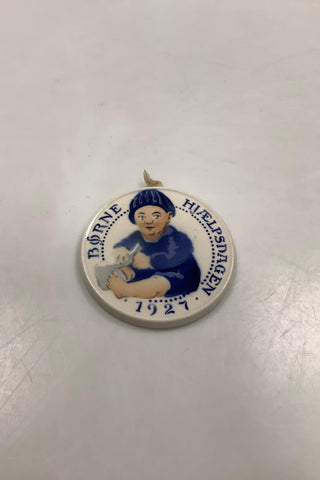 BØRNE HJÆLPSDAGEN
· 1927 ·